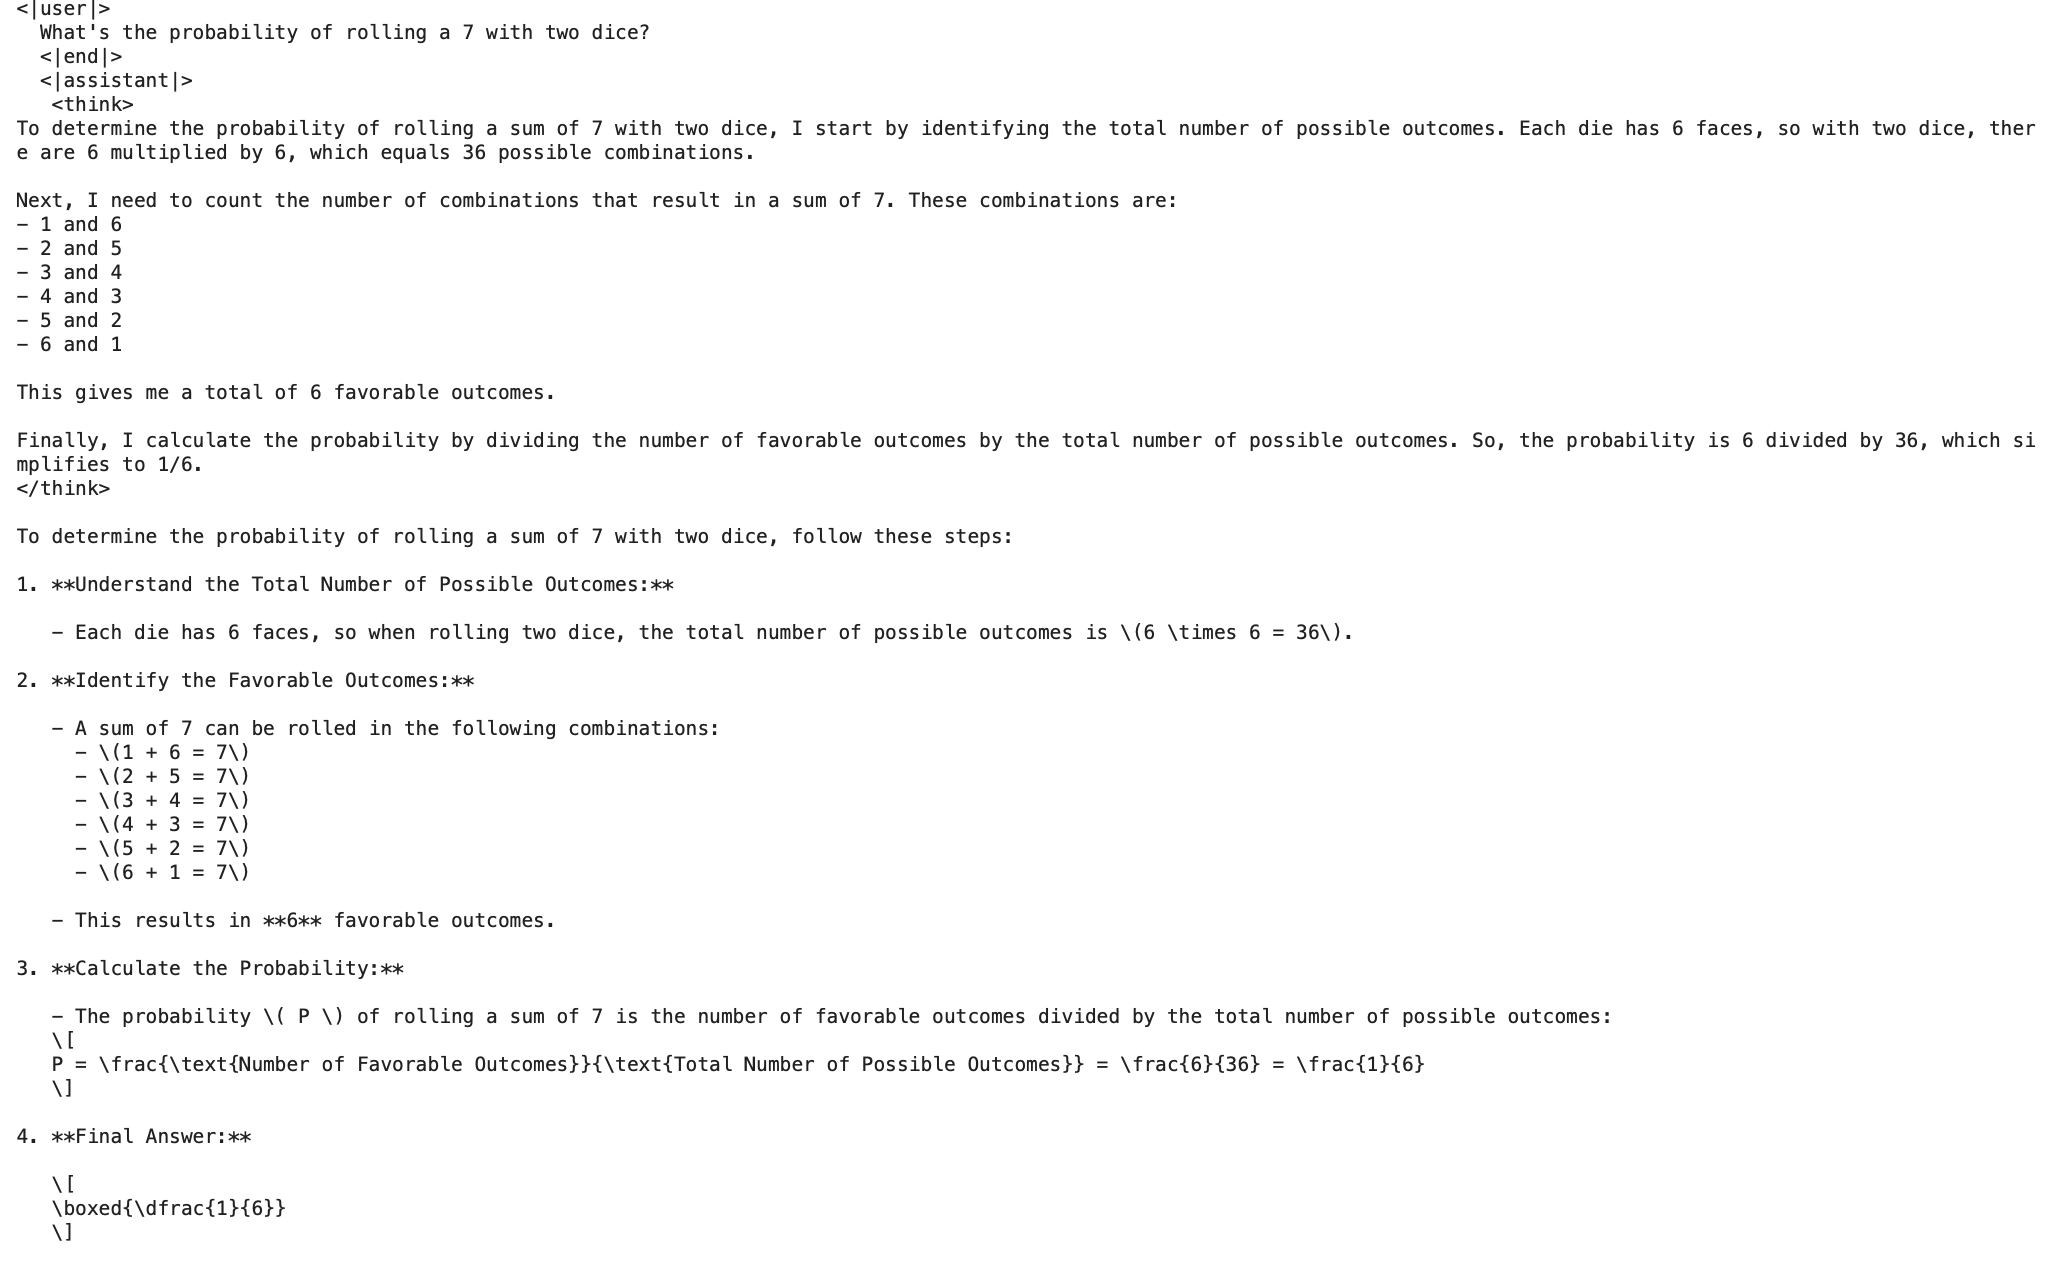 <|user|>
What's the probability of rolling a 7 with two dice?
<|end|>
<|assistant|>
<think>
To determine the probability of rolling a sum of 7 with two dice, I start by identifying the total number of possible outcomes. Each die has 6 faces, so with two dice, ther
e are 6 multiplied by 6, which equals 36 possible combinations.

Next, I need to count the number of combinations that result in a sum of 7. These combinations are:
- 1 and 6
- 2 and 5
- 3 and 4
- 4 and 3
- 5 and 2
- 6 and 1

This gives me a total of 6 favorable outcomes.

Finally, I calculate the probability by dividing the number of favorable outcomes by the total number of possible outcomes. So, the probability is 6 divided by 36, which si
mplifies to 1/6.
</think>

To determine the probability of rolling a sum of 7 with two dice, follow these steps:

1. **Understand the Total Number of Possible Outcomes:**

   - Each die has 6 faces, so when rolling two dice, the total number of possible outcomes is \(6 \times 6 = 36\).

2. **Identify the Favorable Outcomes:**

   - A sum of 7 can be rolled in the following combinations:
     - \(1 + 6 = 7\)
     - \(2 + 5 = 7\)
     - \(3 + 4 = 7\)
     - \(4 + 3 = 7\)
     - \(5 + 2 = 7\)
     - \(6 + 1 = 7\)

   - This results in **6** favorable outcomes.

3. **Calculate the Probability:**

   - The probability \( P \) of rolling a sum of 7 is the number of favorable outcomes divided by the total number of possible outcomes:
   \[
   P = \frac{\text{Number of Favorable Outcomes}}{\text{Total Number of Possible Outcomes}} = \frac{6}{36} = \frac{1}{6}
   \]

4. **Final Answer:**

   \[
   \boxed{\dfrac{1}{6}}
   \]